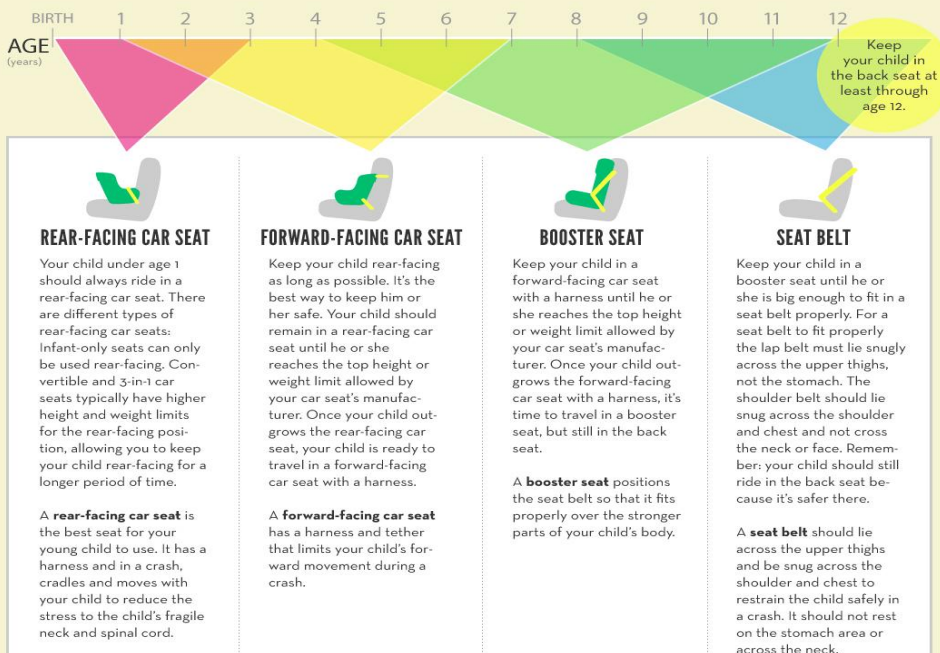 BIRTH 1 2 3 4 5 6 7 8 9 10 11 12
AGE
(years)
Keep
your child in
the back seat at
least through
age 12.
REAR-FACING CAR SEAT
Your child under age 1
should always ride in a
rear-facing car seat. There
are different types of
rear-facing car seats:
Infant-only seats can only
be used rear-facing. Con-
vertible and 3-in-1 car
seats typically have higher
height and weight limits
for the rear-facing posi-
tion, allowing you to keep
your child rear-facing for a
longer period of time.
A rear-facing car seat is
the best seat for your
young child to use. It has a
harness and in a crash,
cradles and moves with
your child to reduce the
stress to the child's fragile
neck and spinal cord.
FORWARD-FACING CAR SEAT
Keep your child rear-facing
as long as possible. It's the
best way to keep him or
her safe. Your child should
remain in a rear-facing car
seat until he or she
reaches the top height or
weight limit allowed by
your car seat's manufac-
turer. Once your child out-
grows the rear-facing car
seat, your child is ready to
travel in a forward-facing
car seat with a harness.
A forward-facing car seat
has a harness and tether
that limits your child's for-
ward movement during a
crash.
BOOSTER SEAT
Keep your child in a
forward-facing car seat
with a harness until he or
she reaches the top height
or weight limit allowed by
your car seat's manufac-
turer. Once your child out-
grows the forward-facing
car seat with a harness, it's
time to travel in a booster
seat, but still in the back
seat.
A booster seat positions
the seat belt so that it fits
properly over the stronger
parts of your child's body.
SEAT BELT
Keep your child in a
booster seat until he or
she is big enough to fit in a
seat belt properly. For a
seat belt to fit properly
the lap belt must lie snugly
across the upper thighs,
not the stomach. The
shoulder belt should lie
snug across the shoulder
and chest and not cross
the neck or face. Remem-
ber: your child should still
ride in the back seat be-
cause it's safer there.
A seat belt should lie
across the upper thighs
and be snug across the
shoulder and chest to
restrain the child safely in
a crash. It should not rest
on the stomach area or
across the neck.